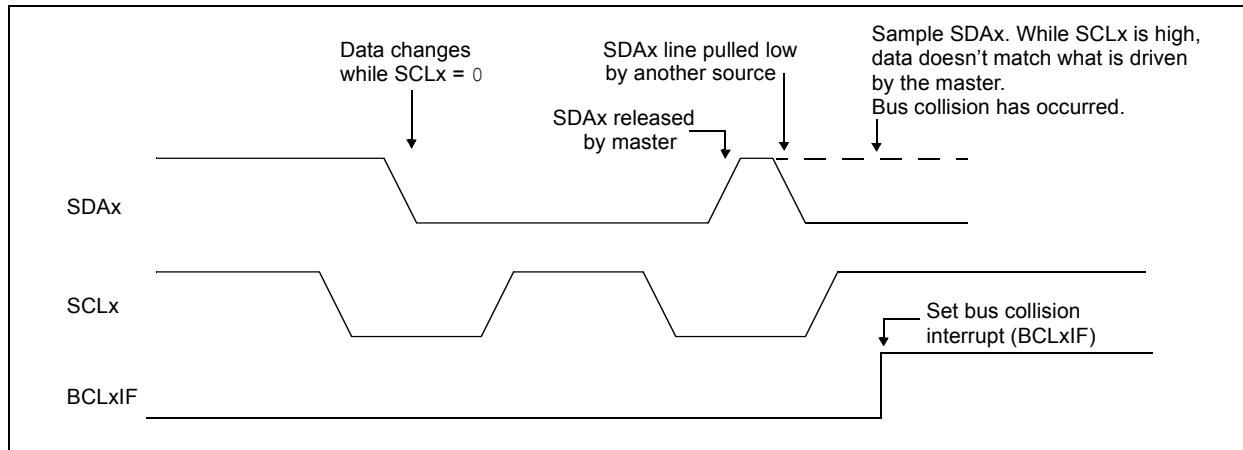 Data changes
while SCLx = 0
SDAx line pulled low
by another source
SDAx released
by master
Sample SDAx. While SCLx is high,
data doesn't match what is driven
by the master.
Bus collision has occurred.
SDAx
SCLx
Set bus collision
interrupt (BCLxIF)
BCLxIF